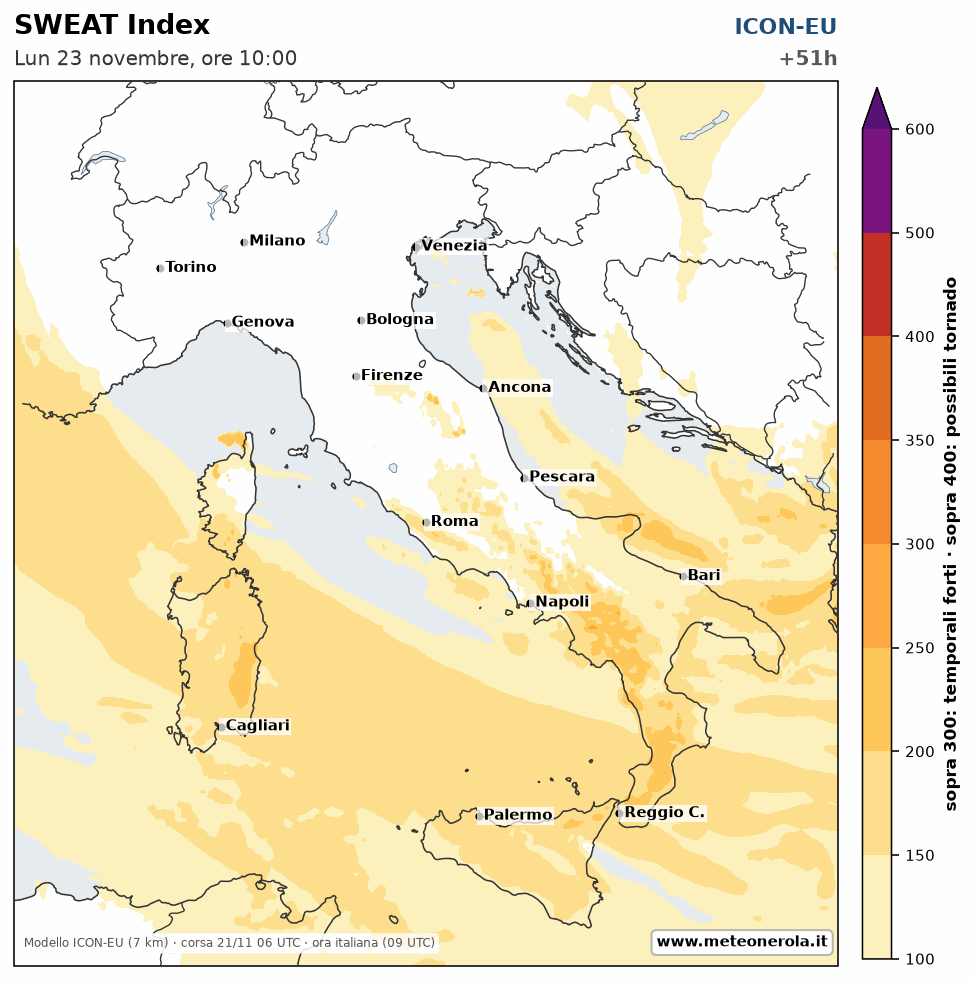 SWEAT Index
ICON-EU
Lun 23 novembre, ore 10:00
+51h
600
500
400
350
300
250
200
150
100
sopra 300: temporali forti · sopra 400: possibili tornado
Milano
Venezia
Torino
Genova
Bologna
Firenze
Ancona
Pescara
Roma
Bari
Napoli
Cagliari
Palermo
Reggio C.
Modello ICON-EU (7 km) · corsa 21/11 06 UTC · ora italiana (09 UTC)
www.meteonerola.it